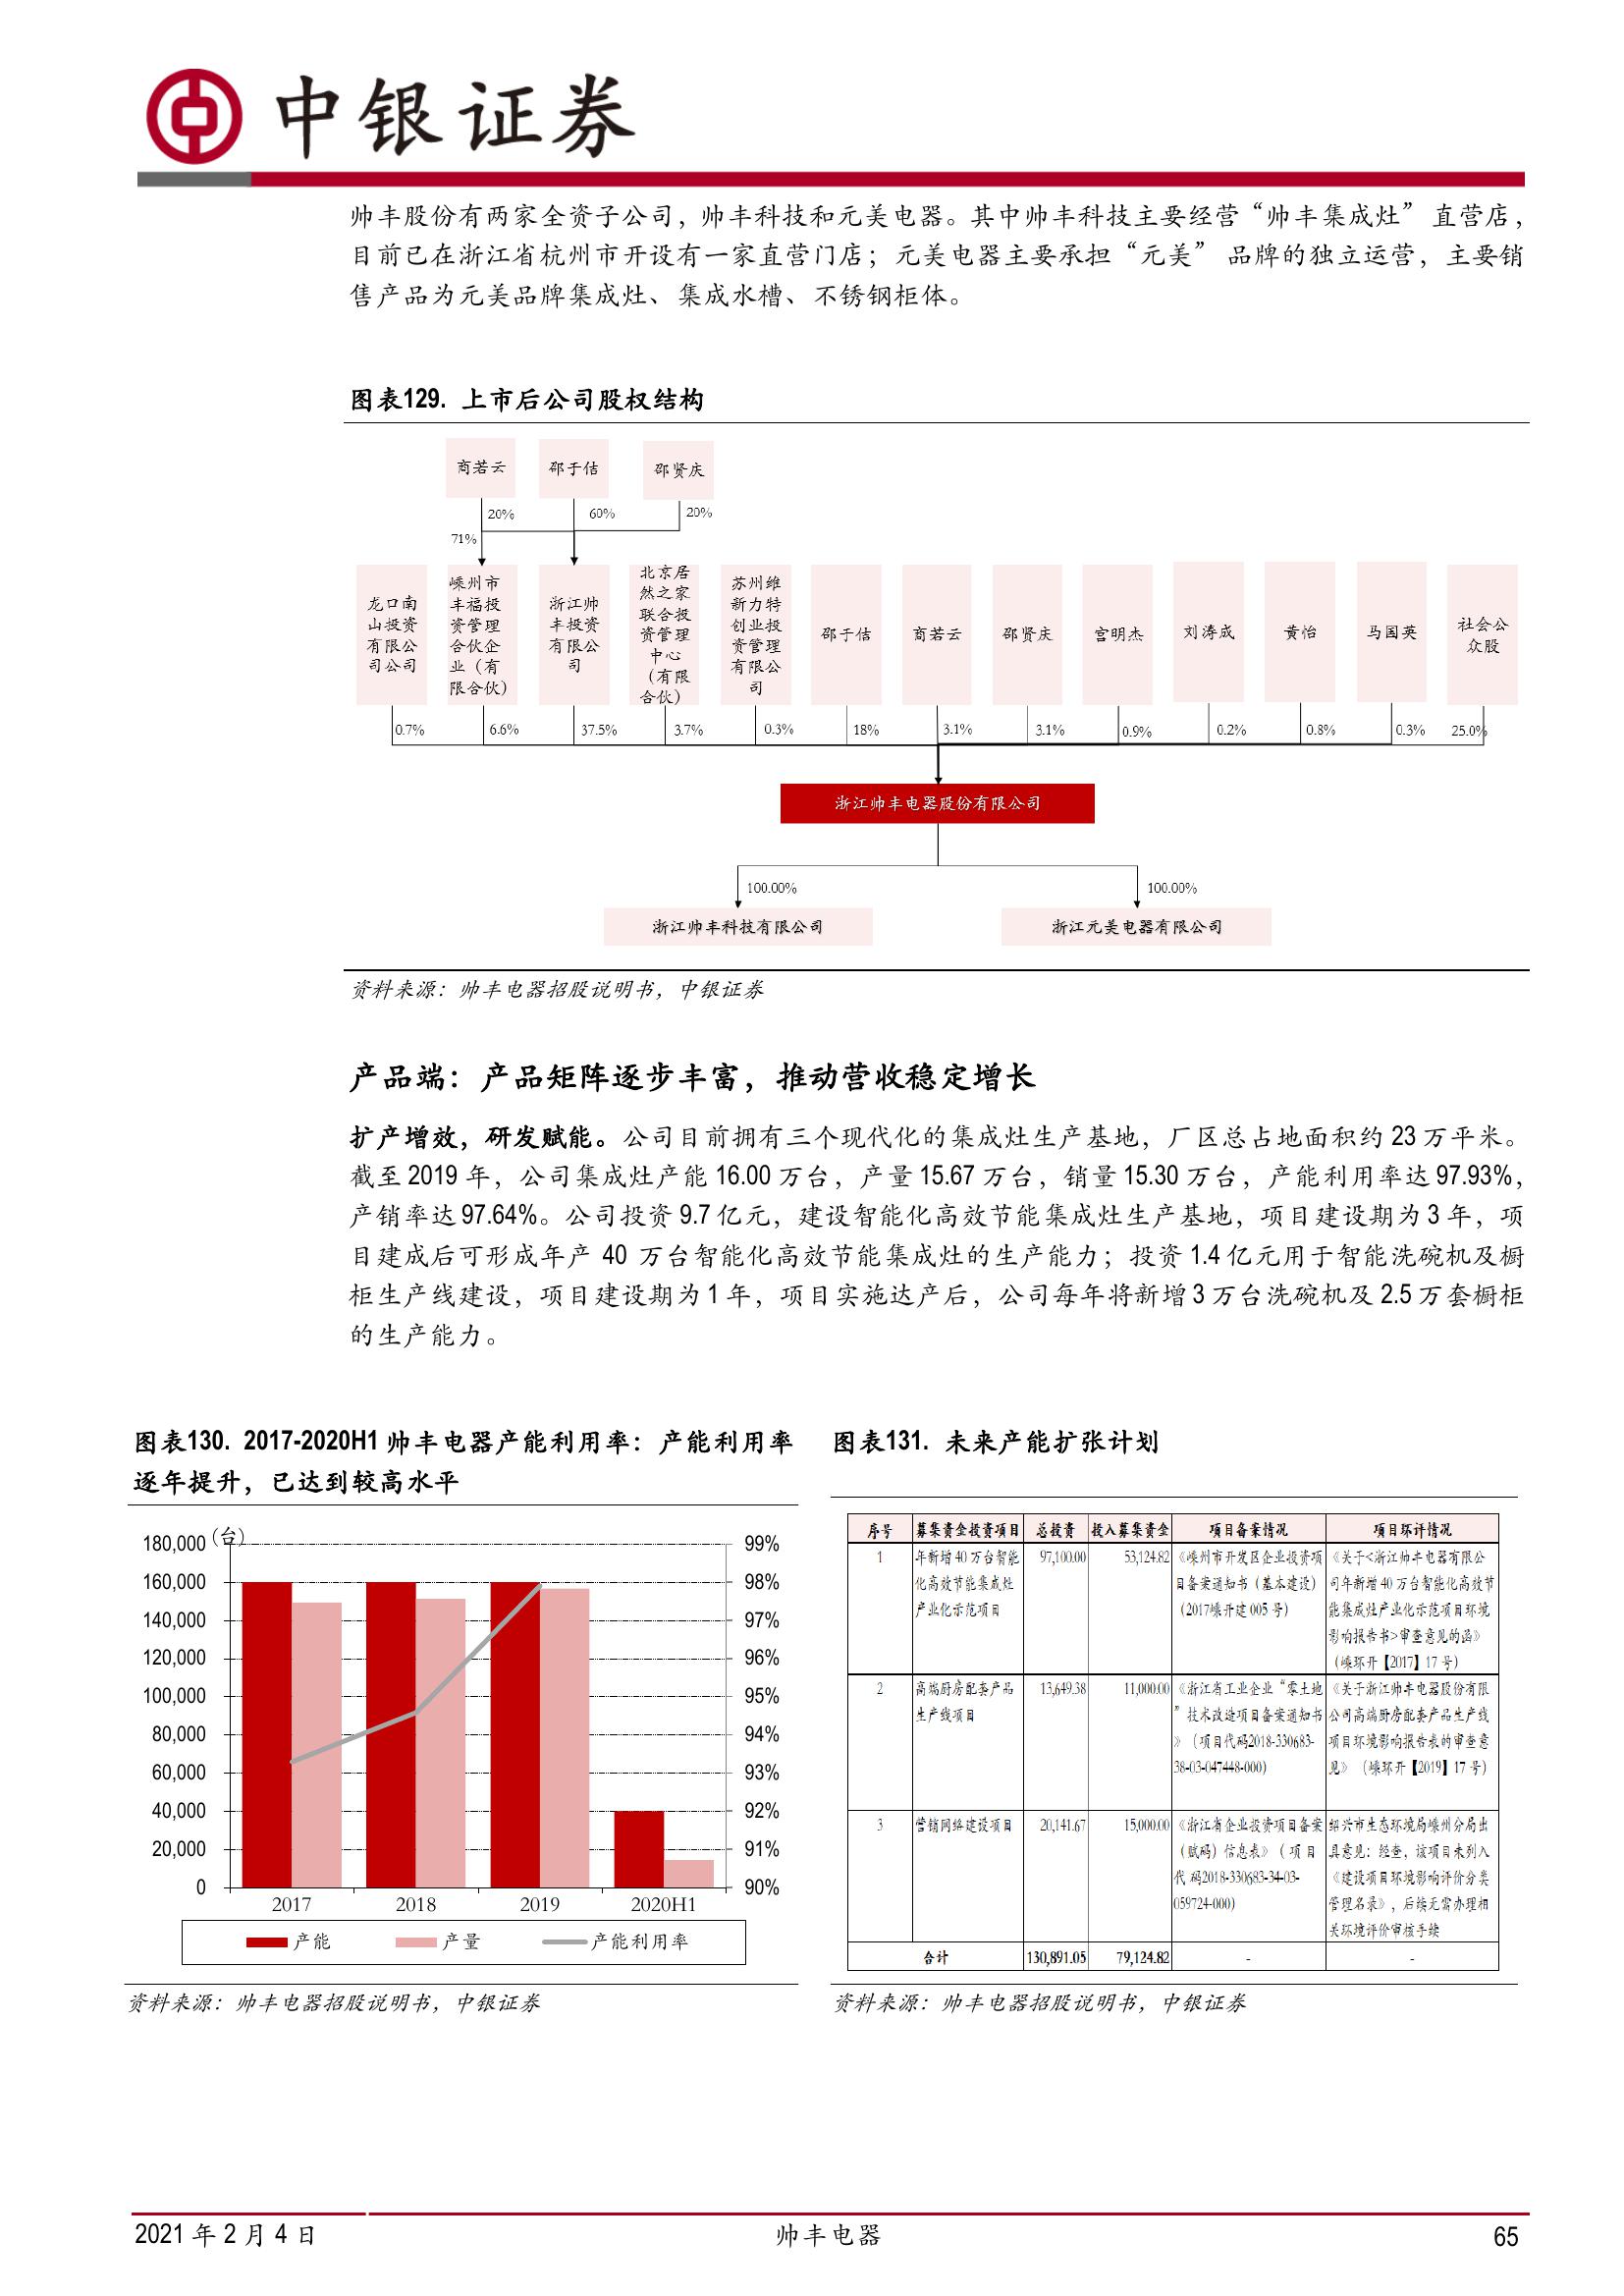 中银证券
帅丰股份有两家全资子公司，帅丰科技和元美电器。其中帅丰科技主要经营“帅丰集成灶” 直营店，
目前已在浙江省杭州市开设有一家直营门店；元美电器主要承担“元美” 品牌的独立运营，主要销
售产品为元美品牌集成灶、集成水槽、不锈钢柜体。
图表129. 上市后公司股权结构
商若云
邵于佶
邵贤庆
20%
60%
20%
71%
龙口南
山投资
有限公
司公司
嵊州市
丰福投
资管理
合伙企
业（有
限合伙）
浙江帅
丰投资
有限公
司
北京居
然之家
联合投
资管理
中心
（有限
合伙）
苏州维
新力特
创业投
资管理
有限公
司
邵于佶
商若云
邵贤庆
宫明杰
刘涛成
黄怡
马国英
社会公
众股
0.7%
6.6%
37.5%
3.7%
0.3%
18%
3.1%
3.1%
0.9%
0.2%
0.8%
0.3%
25.0%
浙江帅丰电器股份有限公司
100.00%
100.00%
浙江帅丰科技有限公司
浙江元美电器有限公司
资料来源：帅丰电器招股说明书，中银证券
产品端：产品矩阵逐步丰富，推动营收稳定增长
扩产增效，研发赋能。公司目前拥有三个现代化的集成灶生产基地，厂区总占地面积约 23 万平米。
截至 2019 年，公司集成灶产能 16.00 万台，产量 15.67 万台，销量 15.30 万台，产能利用率达 97.93%，
产销率达 97.64%。公司投资 9.7 亿元，建设智能化高效节能集成灶生产基地，项目建设期为 3 年，项
目建成后可形成年产 40 万台智能化高效节能集成灶的生产能力；投资 1.4 亿元用于智能洗碗机及橱
柜生产线建设，项目建设期为 1 年，项目实施达产后，公司每年将新增 3 万台洗碗机及 2.5 万套橱柜
的生产能力。
图表130. 2017-2020H1 帅丰电器产能利用率：产能利用率
逐年提升，已达到较高水平
（台）
180,000
160,000
140,000
120,000
100,000
80,000
60,000
40,000
20,000
0
99%
98%
97%
96%
95%
94%
93%
92%
91%
90%
2017 2018 2019 2020H1
产能 产量 产能利用率
资料来源：帅丰电器招股说明书，中银证券
图表131. 未来产能扩张计划
序号 募集资金投资项目 总投资 投入募集资金 项目备案情况 项目环评情况
1
年新增 40 万台智能
化高效节能集成灶
产业化示范项目
97,100.00
53,124.82
《嵊州市开发区企业投资项
目备案通知书（基本建设）
（2017嵊开建 005 号）
《关于<浙江帅丰电器有限公
司年新增 40 万台智能化高效节
能集成灶产业化示范项目环境
影响报告书>审查意见的函》
（嵊环开【2017】17 号）
2
高端厨房配套产品
生产线项目
13,649.38
11,000.00
《浙江省工业企业“零土地
”技术改造项目备案通知书
》（项目代码2018-330683-
38-03-047448-000）
《关于浙江帅丰电器股份有限
公司高端厨房配套产品生产线
项目环境影响报告表的审查意
见》（嵊环开【2019】17 号）
3
营销网络建设项目
20,141.67
15,000.00
《浙江省企业投资项目备案
（赋码）信息表》（ 项 目
代 码2018-330683-34-03-
059724-000）
绍兴市生态环境局嵊州分局出
具意见：经查，该项目未列入
《建设项目环境影响评价分类
管理名录》，后续无需办理相
关环境评价审核手续
合计 130,891.05 79,124.82 - -
资料来源：帅丰电器招股说明书，中银证券
2021 年 2 月 4 日
帅丰电器
65